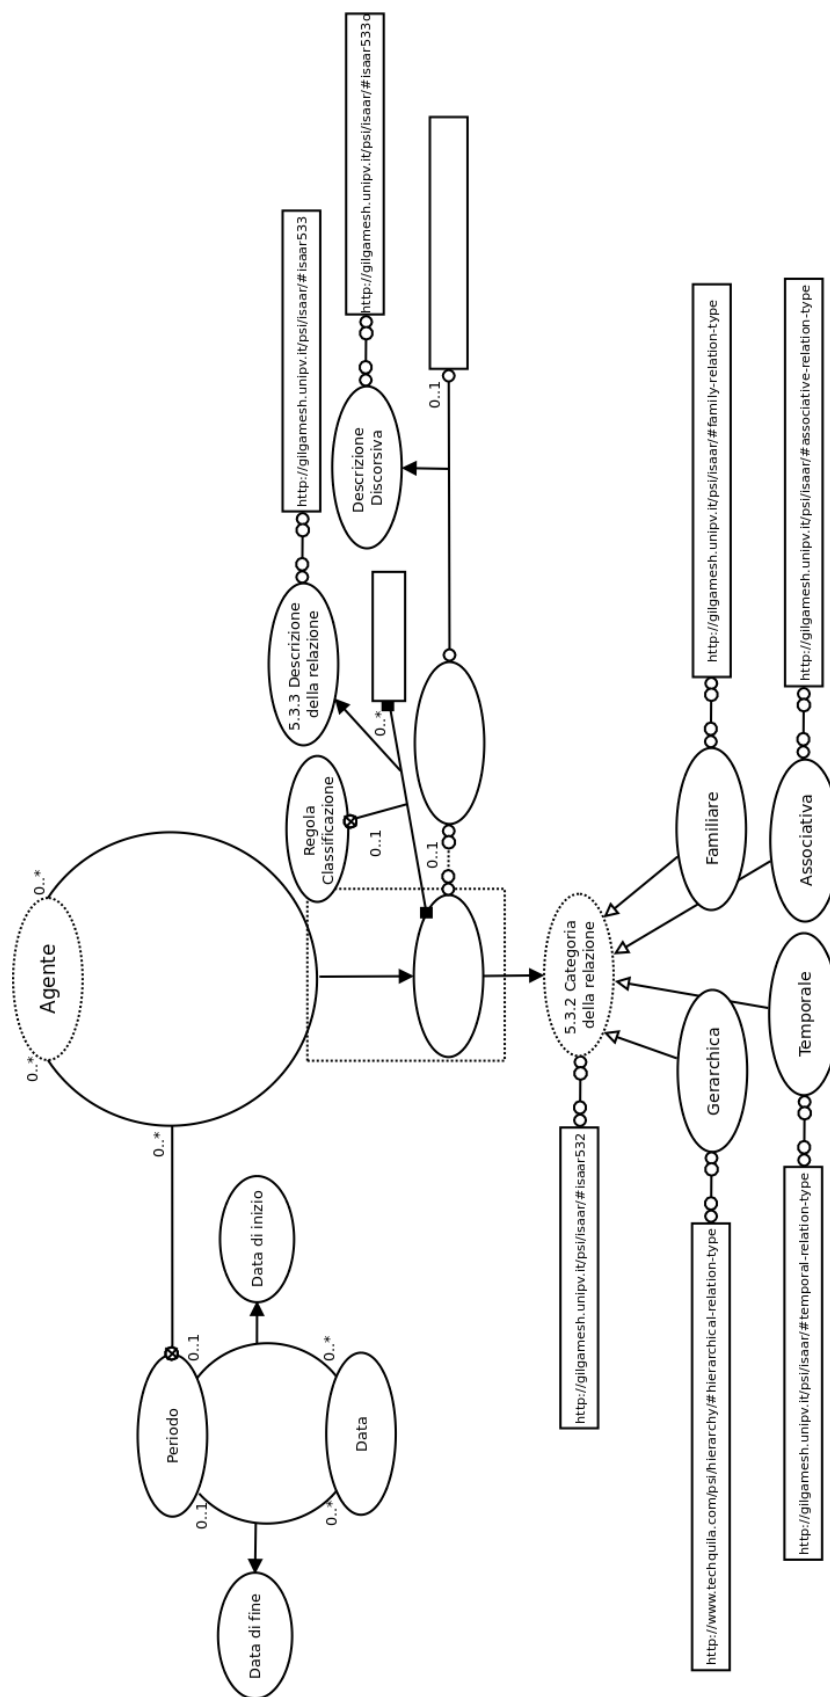 http://gilgamesh.unipv.it/psi/isaar/#isaar533d
http://gilgamesh.unipv.it/psi/isaar/#isaar533
0..1
Descrizione
Discorsiva
5.3.3 Descrizione
della relazione
0..*
Regola
Classificazione
0..1
0..1
Agente
0..*
0..*
0..*
5.3.2 Categoria
della relazione
http://gilgamesh.unipv.it/psi/isaar/#isaar532
http://gilgamesh.unipv.it/psi/isaar/#family-relation-type
Familiare
http://gilgamesh.unipv.it/psi/isaar/#associative-relation-type
Associativa
Gerarchica
http://www.techquila.com/psi/hierarchy/#hierarchical-relation-type
Temporale
http://gilgamesh.unipv.it/psi/isaar/#temporal-relation-type
Data di inizio
Periodo
0..1
0..*
0..1
0..*
Data
Data di fine